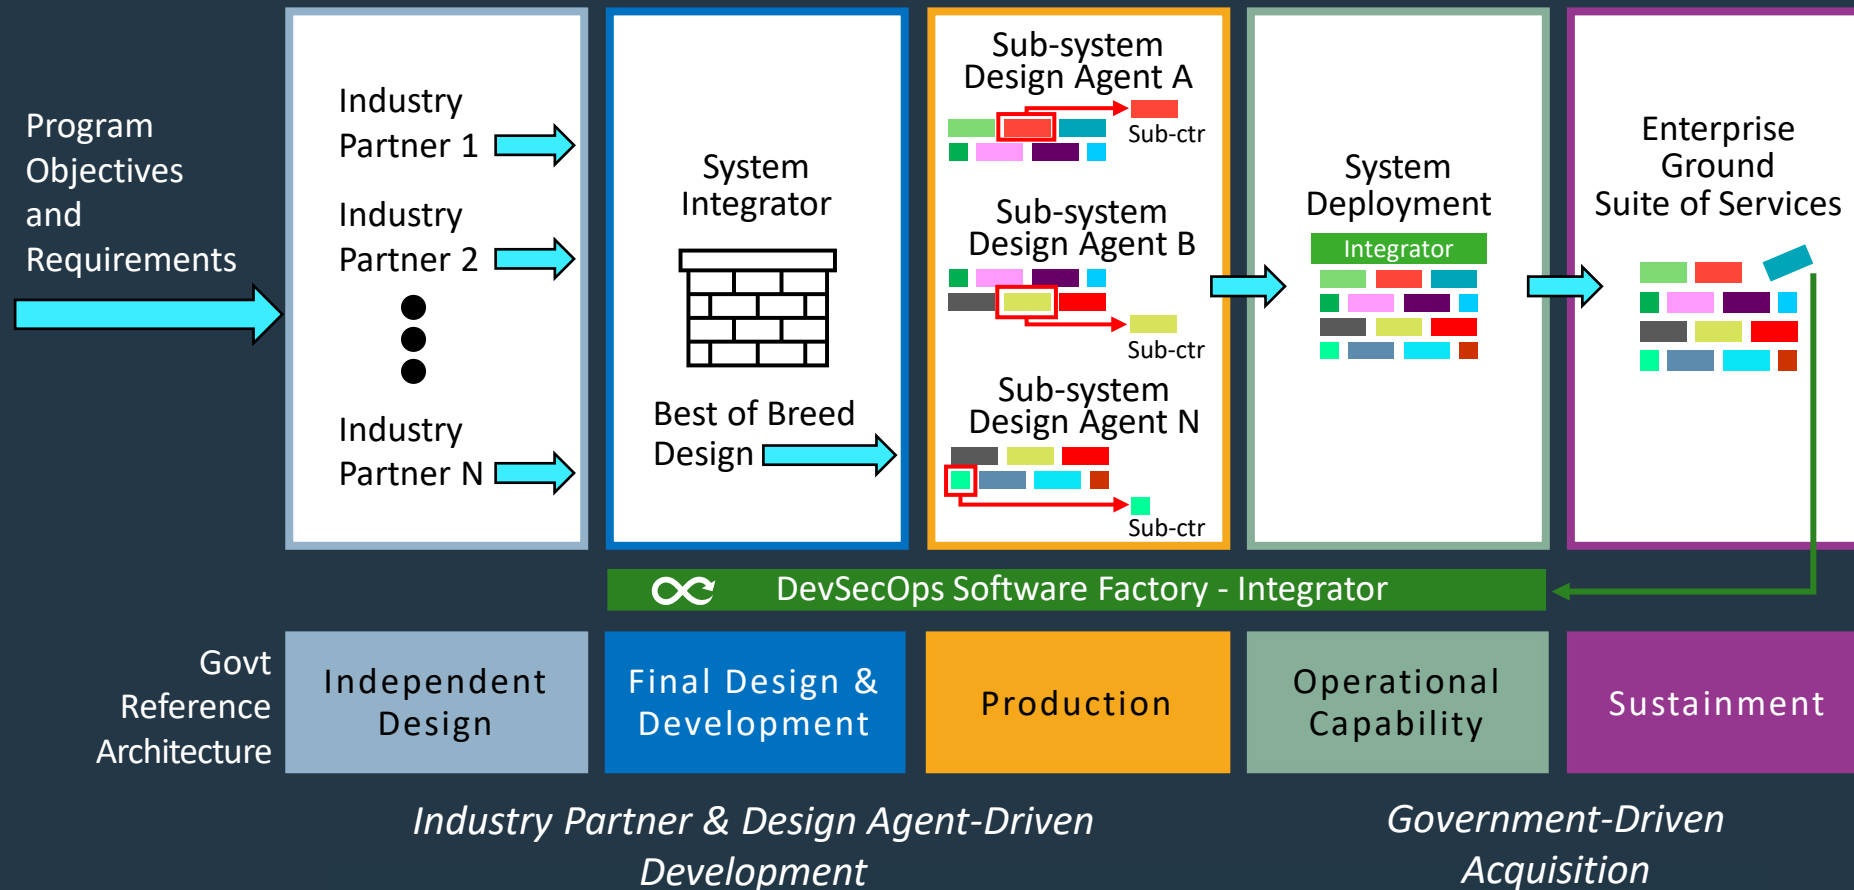 Program
Objectives
and
Requirements
Industry
Partner 1
Industry
Partner 2
Industry
Partner N
System
Integrator
Best of Breed
Design
Sub-system
Design Agent A
Sub-ctr
Sub-system
Design Agent B
Sub-ctr
Sub-system
Design Agent N
Sub-ctr
System
Deployment
Integrator
Enterprise
Ground
Suite of Services
DevSecOps Software Factory - Integrator
Govt
Reference
Architecture
Independent
Design
Final Design &
Development
Production
Operational
Capability
Sustainment
Industry Partner & Design Agent-Driven
Development
Government-Driven
Acquisition